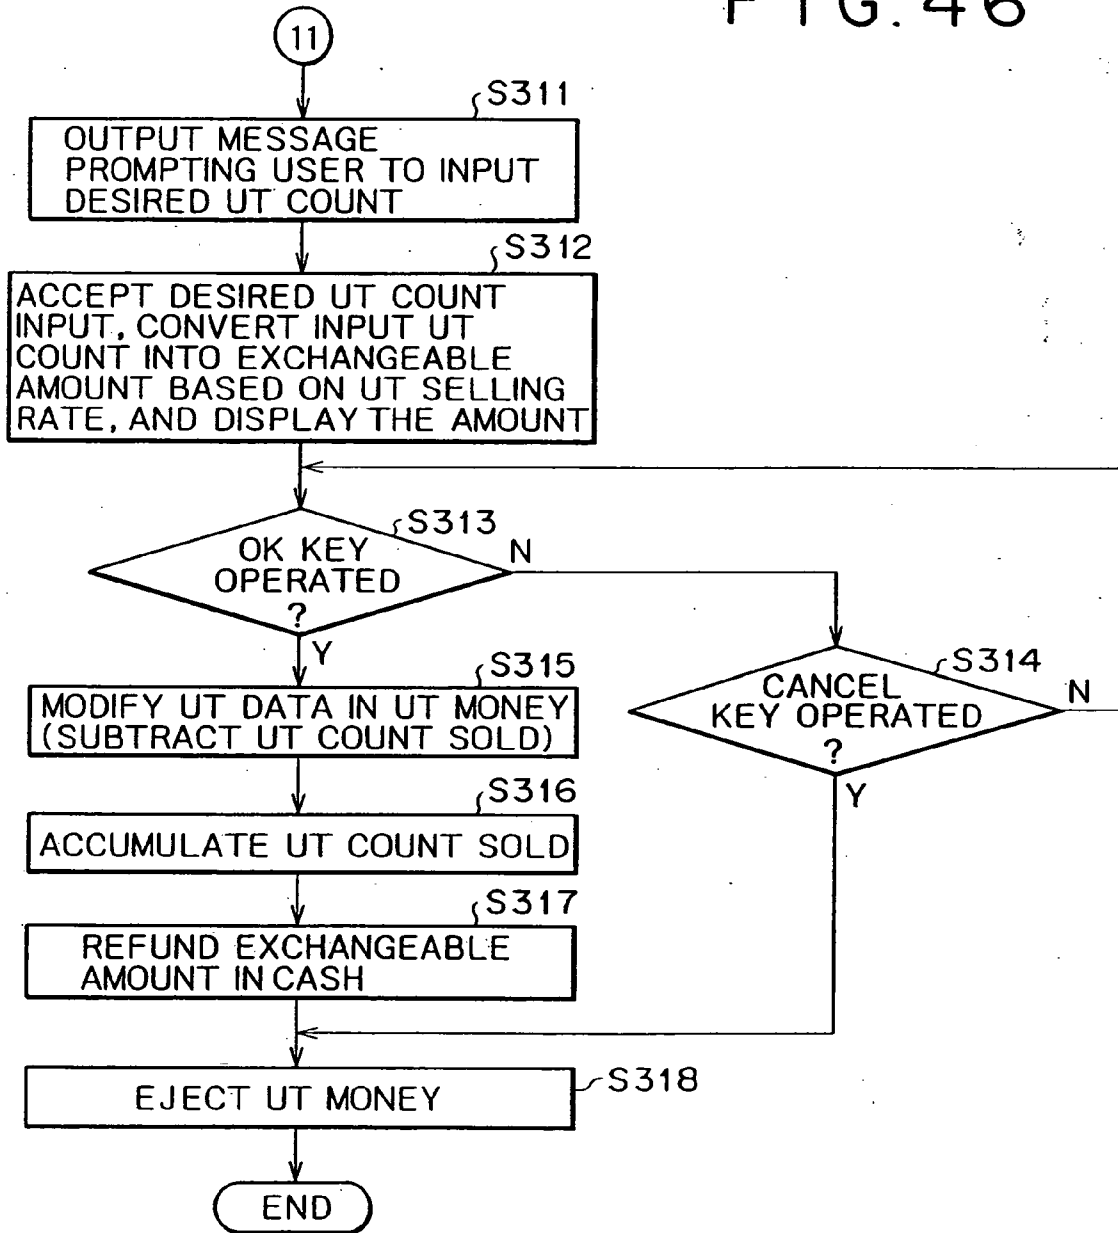 FIG. 46
11
S311
OUTPUT MESSAGE
PROMPTING USER TO INPUT
DESIRED UT COUNT
S312
ACCEPT DESIRED UT COUNT
INPUT, CONVERT INPUT UT
COUNT INTO EXCHANGEABLE
AMOUNT BASED ON UT SELLING
RATE, AND DISPLAY THE AMOUNT
S313
OK KEY
OPERATED
?
N
Y
S314
CANCEL
KEY OPERATED
?
N
Y
S315
MODIFY UT DATA IN UT MONEY
(SUBTRACT UT COUNT SOLD)
S316
ACCUMULATE UT COUNT SOLD
S317
REFUND EXCHANGEABLE
AMOUNT IN CASH
S318
EJECT UT MONEY
END